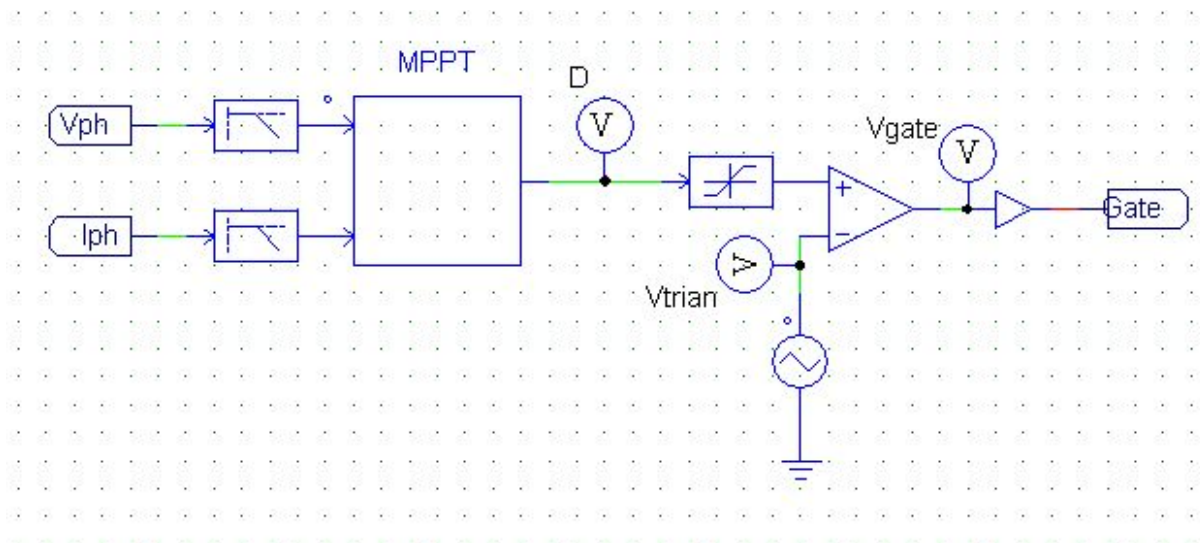 MPPT
D
V
Vph
Vgate
V
Iph
Gate
V
Vtrian